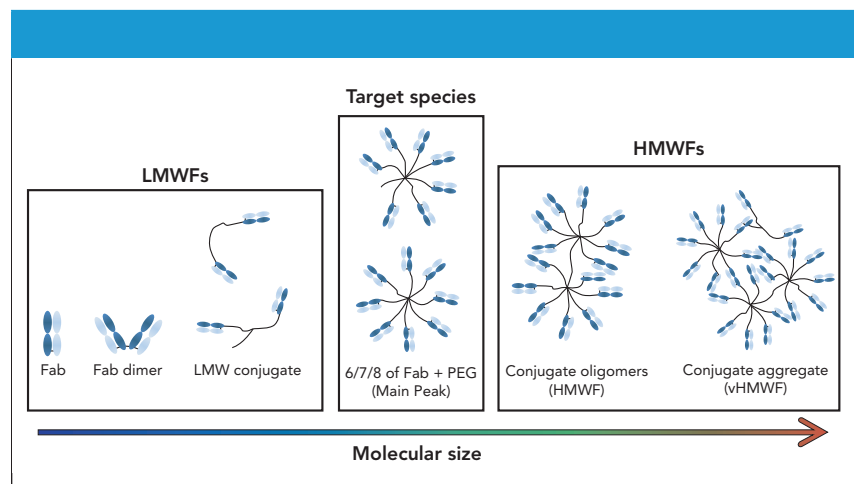 Target species
LMWFs
HMWFs
Fab
Fab dimer
LMW conjugate
6/7/8 of Fab + PEG
(Main Peak)
Conjugate oligomers
(HMWF)
Conjugate aggregate
(vHMWF)
Molecular size